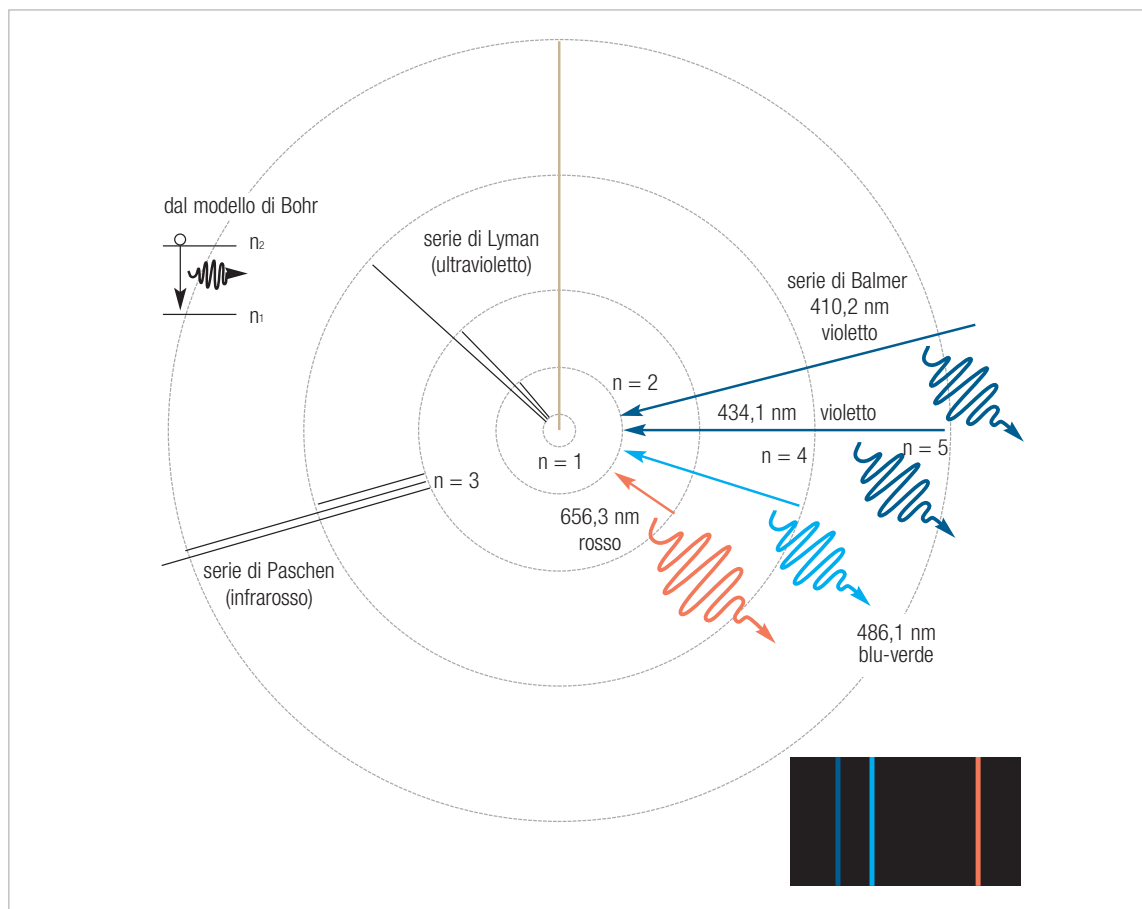 dal modello di Bohr
n2
n1
serie di Lyman
(ultravioletto)
serie di Balmer
410,2 nm
violetto
n = 2
434,1 nm violetto
n = 1
n = 4
n = 5
n = 3
656,3 nm
rosso
serie di Paschen
(infrarosso)
486,1 nm
blu-verde